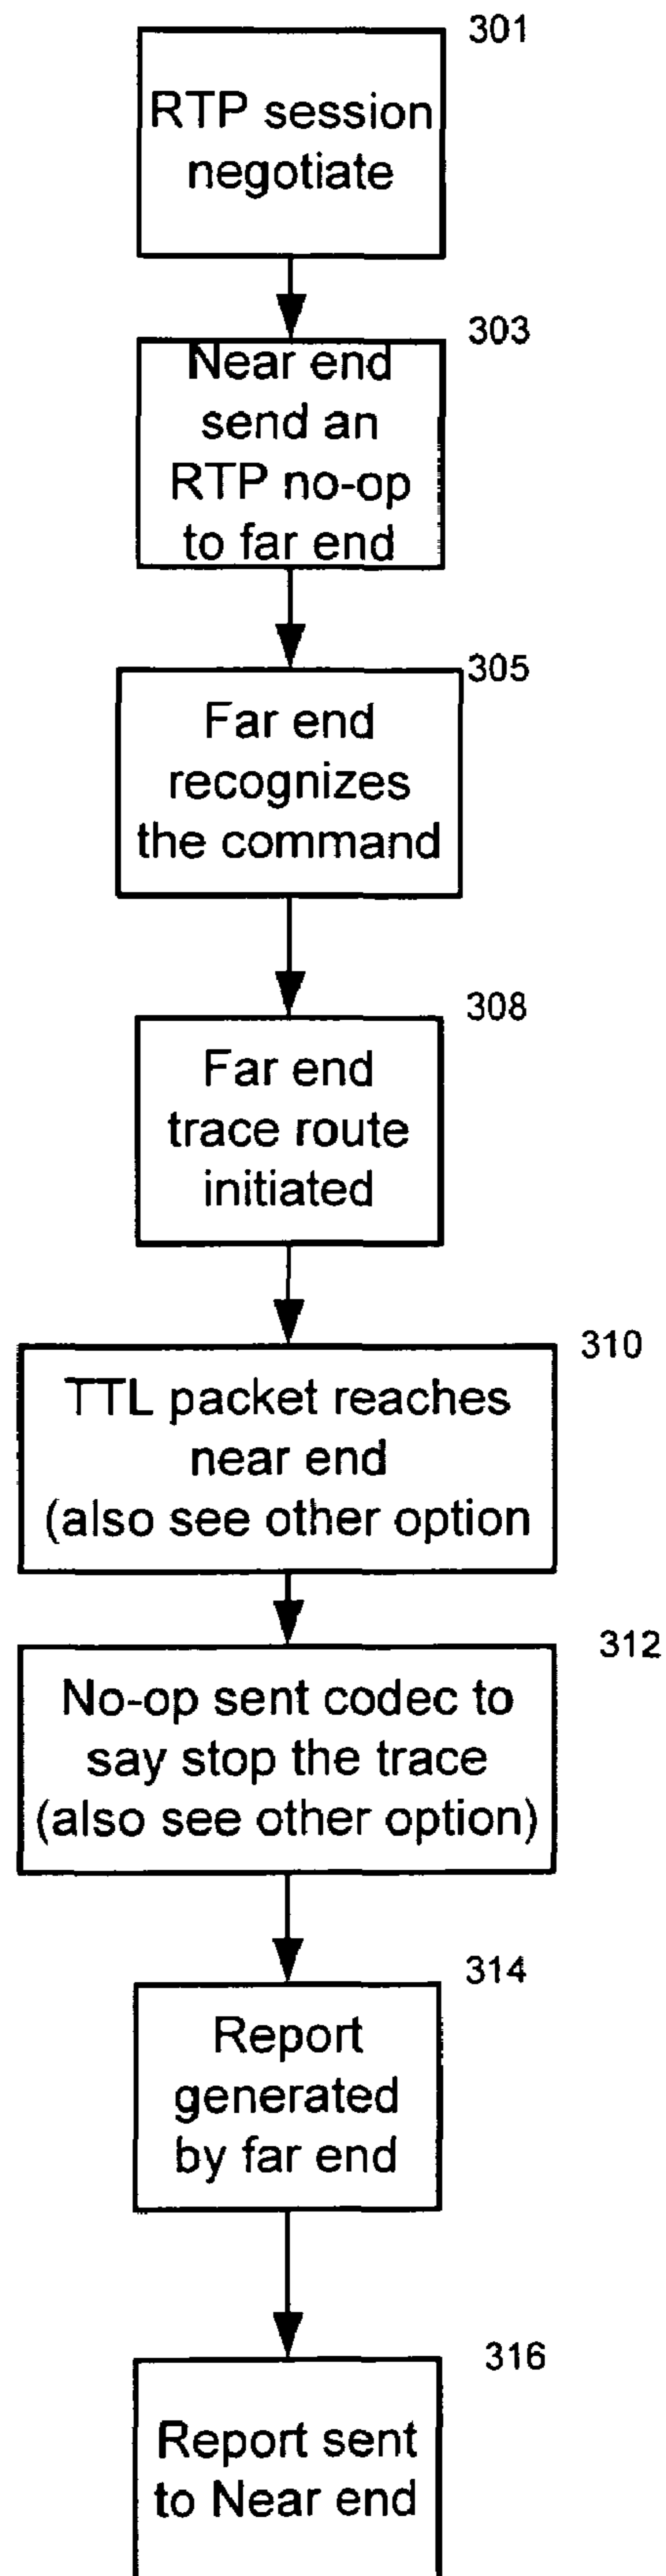 301
RTP session
negotiate
303
Near end
send an
RTP no-op
to far end
305
Far end
recognizes
the command
308
Far end
trace route
initiated
310
TTL packet reaches
near end
(also see other option
312
No-op sent codec to
say stop the trace
(also see other option)
314
Report
generated
by far end
316
Report sent
to Near end